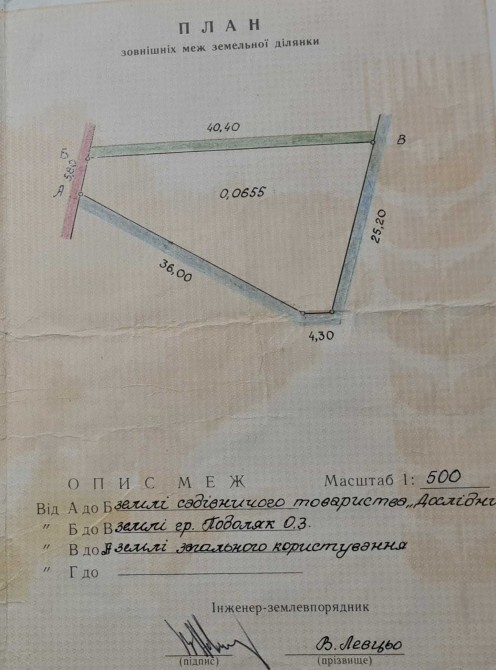 ПЛАН
зовнішніх меж земельної ділянки
40,40
Б
В
5,80
А
0,0655
25,20
36,00
4,30
ОПИС МЕЖ Масштаб 1: 500
Від А до Б землі садівничого товариства „Дослідни
" Б до В землі гр. Подоляк О.З.
" В до А землі загального користування
" Г до
Інженер-землевпорядник
В. Левцьо
(підпис) (прізвище)